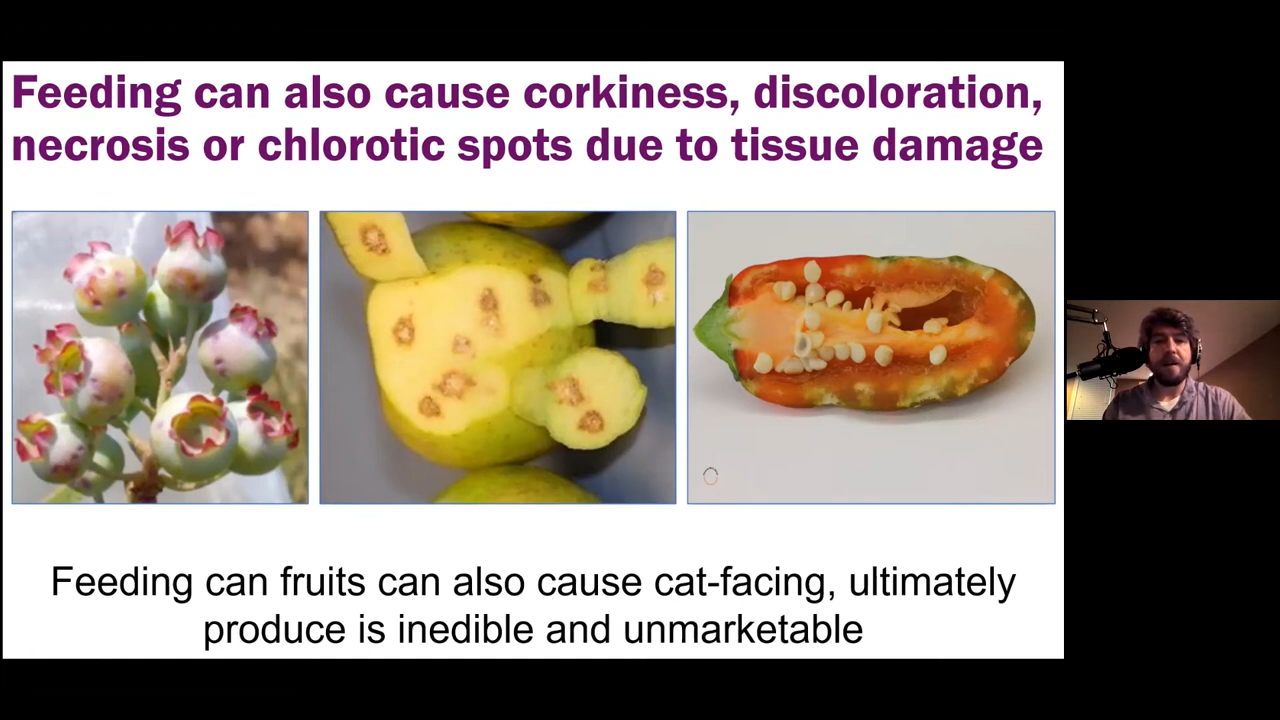 Feeding can also cause corkiness, discoloration,
necrosis or chlorotic spots due to tissue damage
Feeding can fruits can also cause cat-facing, ultimately
produce is inedible and unmarketable